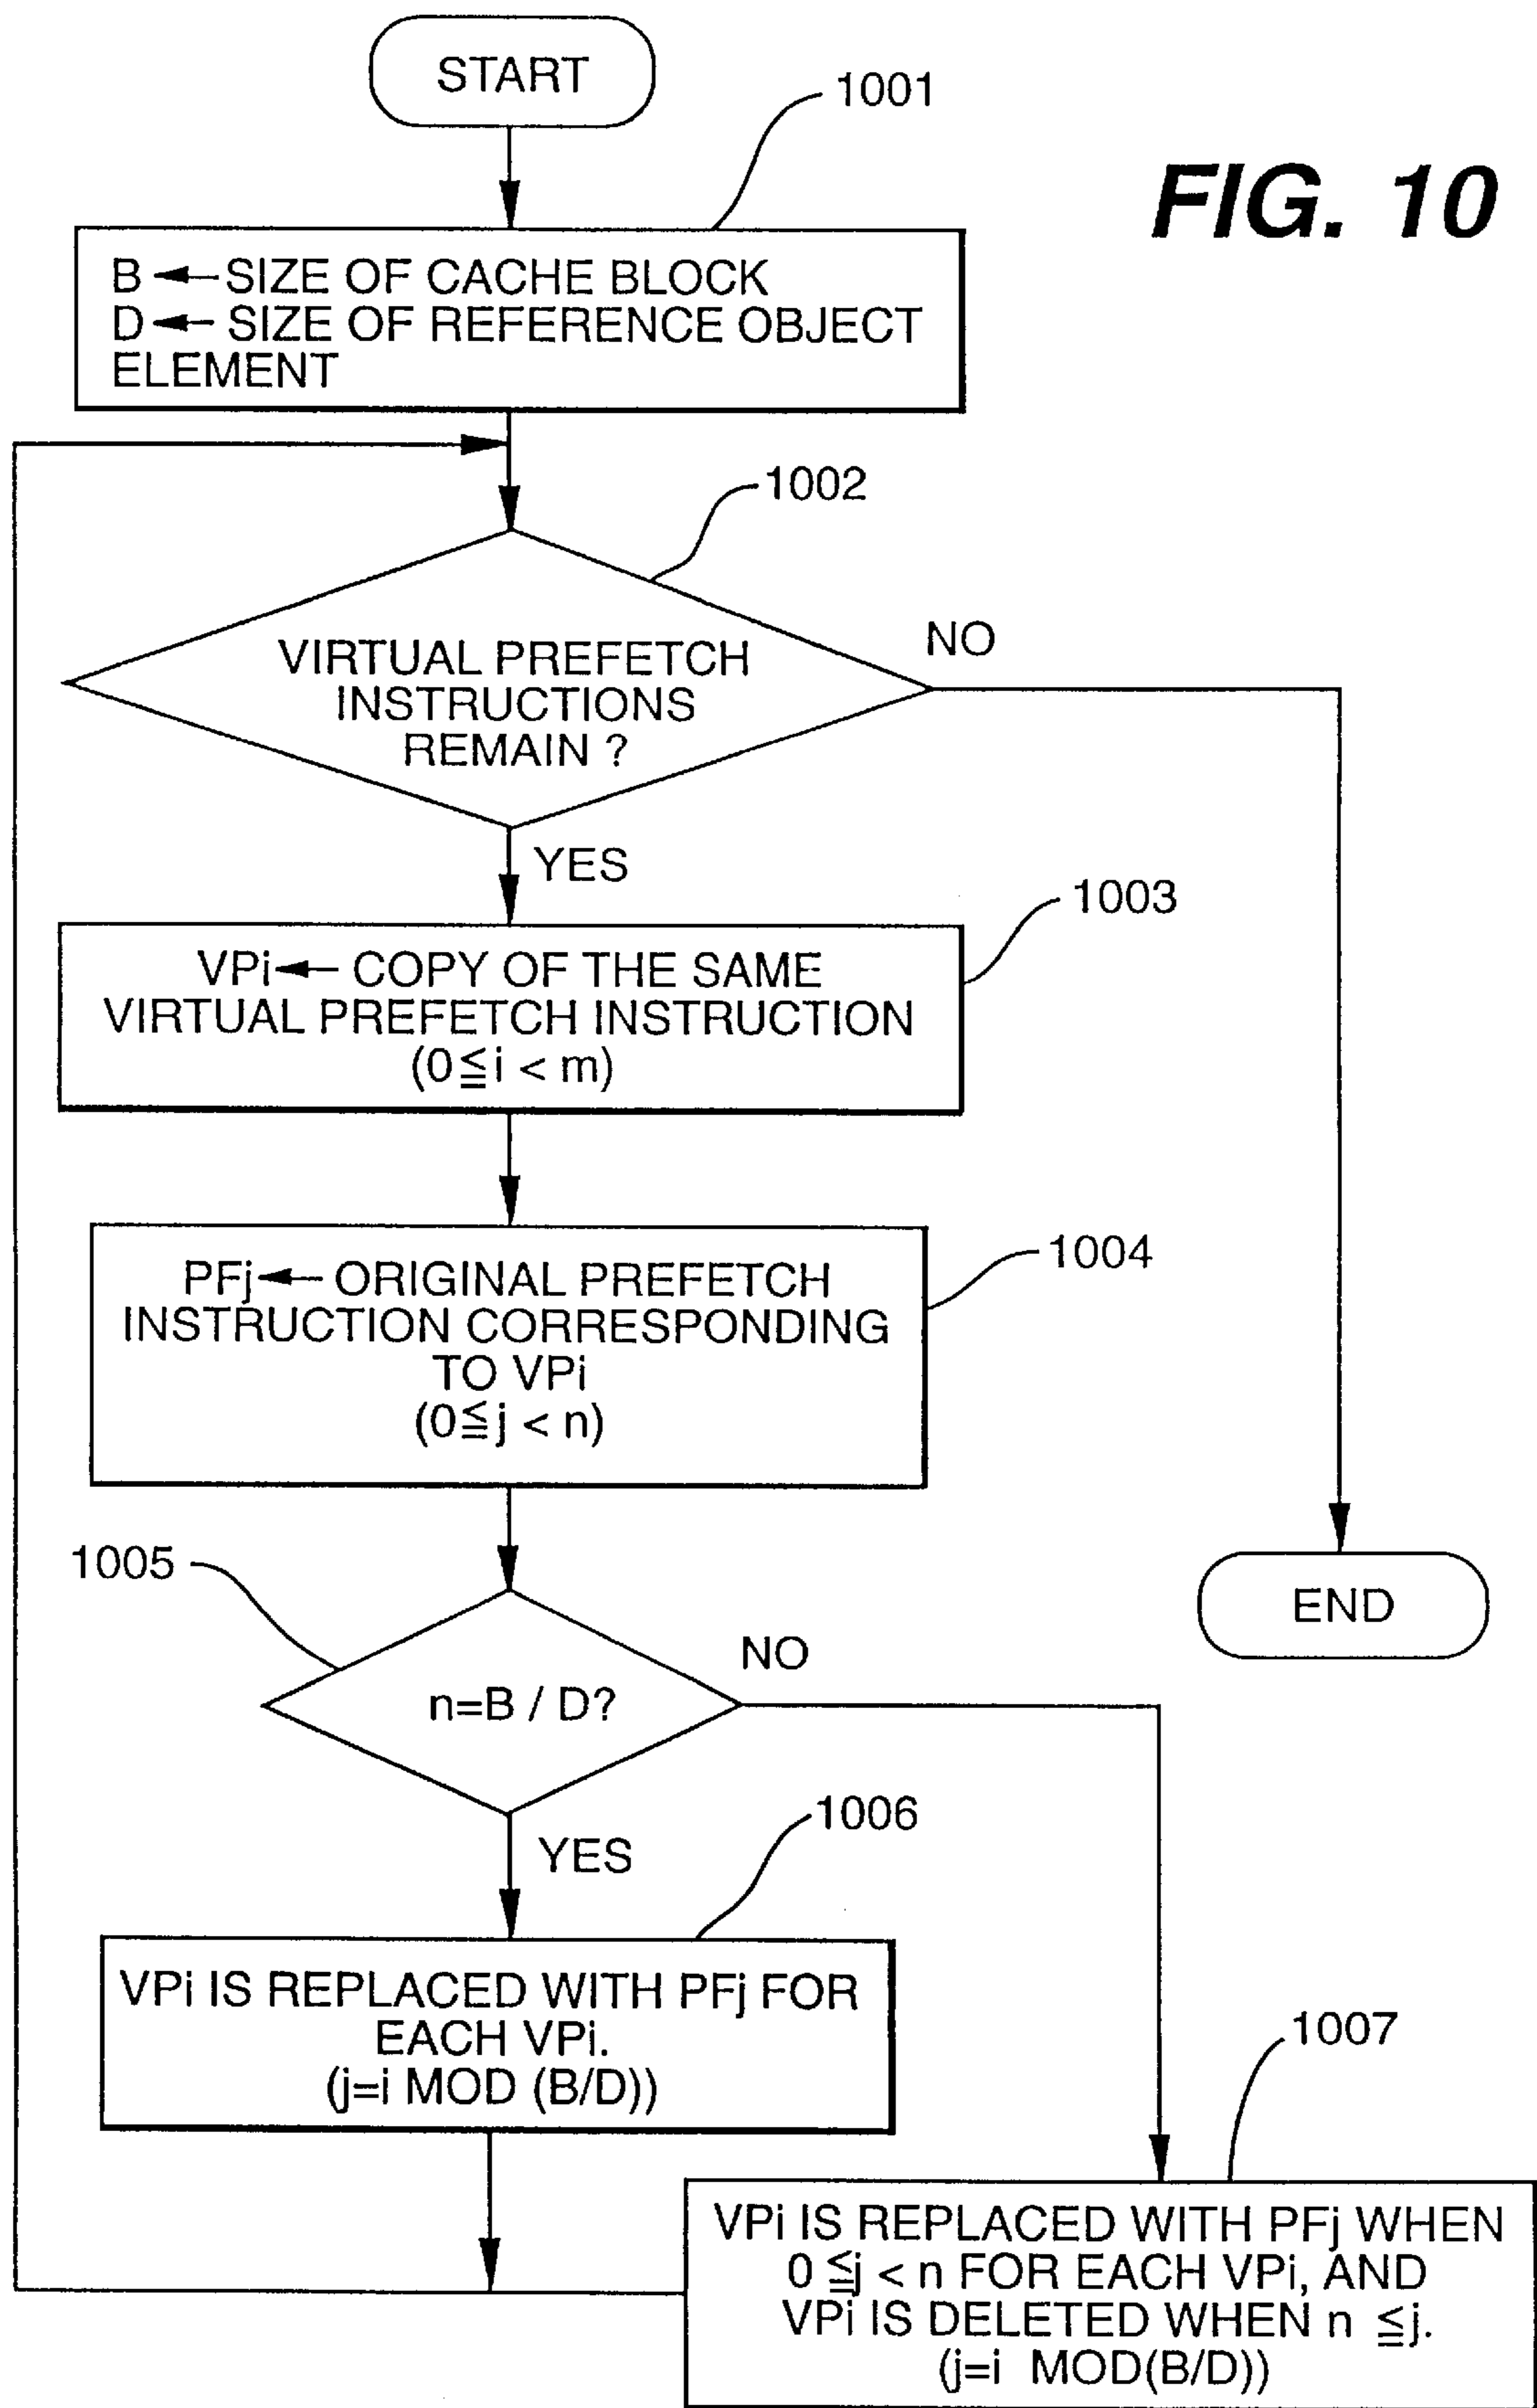 START
1001
FIG. 10
B ← SIZE OF CACHE BLOCK
D ← SIZE OF REFERENCE OBJECT
ELEMENT
1002
VIRTUAL PREFETCH
INSTRUCTIONS
REMAIN ?
NO
YES
1003
VPi ← COPY OF THE SAME
VIRTUAL PREFETCH INSTRUCTION
(0 ≦ i < m)
1004
PFj ← ORIGINAL PREFETCH
INSTRUCTION CORRESPONDING
TO VPi
(0 ≦ j < n)
1005
n=B / D?
NO
END
YES
1006
VPi IS REPLACED WITH PFj FOR
EACH VPi.
(j=i MOD (B/D))
1007
VPi IS REPLACED WITH PFj WHEN
0 ≦ j < n FOR EACH VPi, AND
VPi IS DELETED WHEN n ≦ j.
(j=i MOD(B/D))